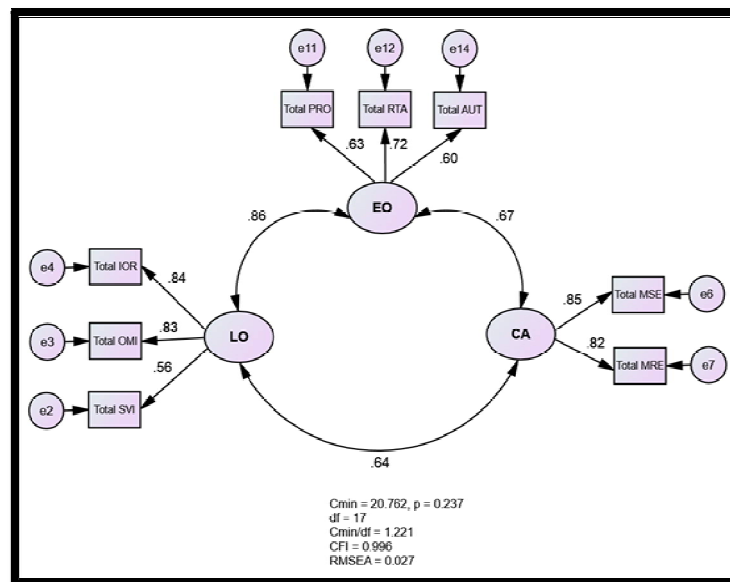 e11
e12
e14
Total PRO
Total RTA
Total AUT
.63
.72
.60
EO
.86
.67
e4
Total IOR
.84
.85
Total MSE
e6
e3
Total OMI
.83
LO
CA
.82
Total MRE
e7
.56
e2
Total SVI
.64
Cmin = 20.762, p = 0.237
df = 17
Cmin/df = 1.221
CFI = 0.996
RMSEA = 0.027